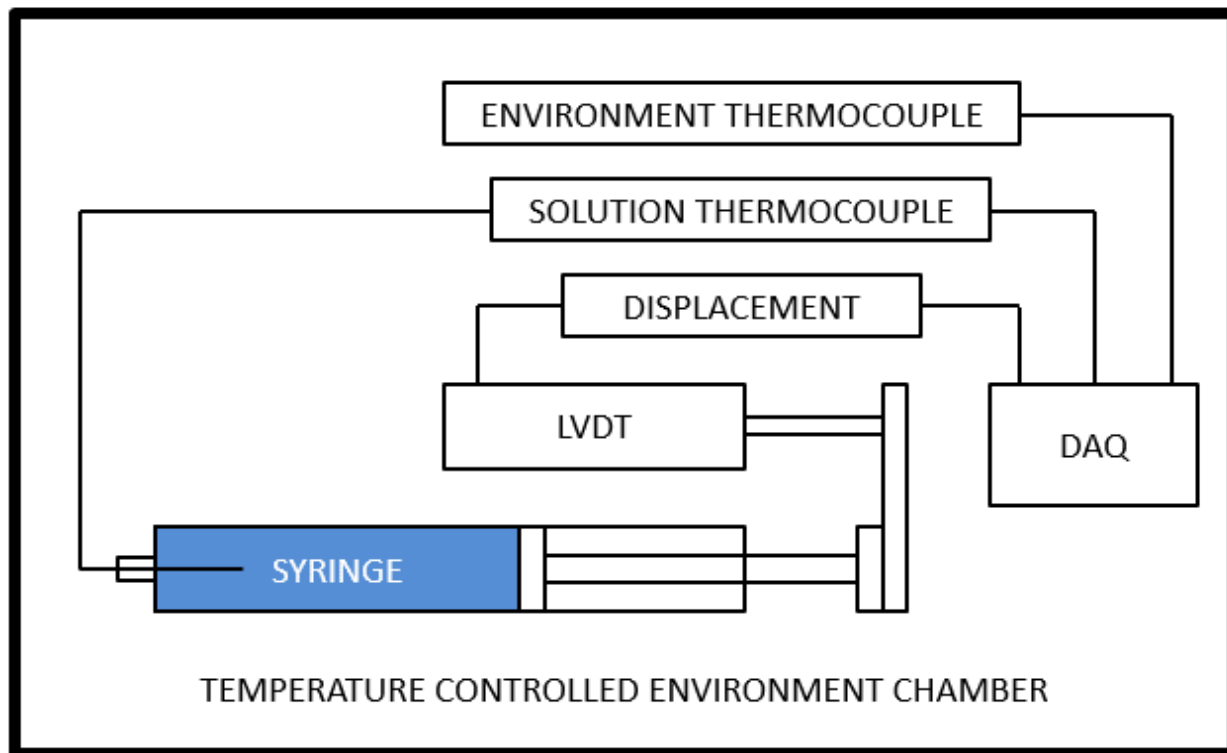 ENVIRONMENT THERMOCOUPLE
SOLUTION THERMOCOUPLE
DISPLACEMENT
LVDT
DAQ
SYRINGE
TEMPERATURE CONTROLLED ENVIRONMENT CHAMBER